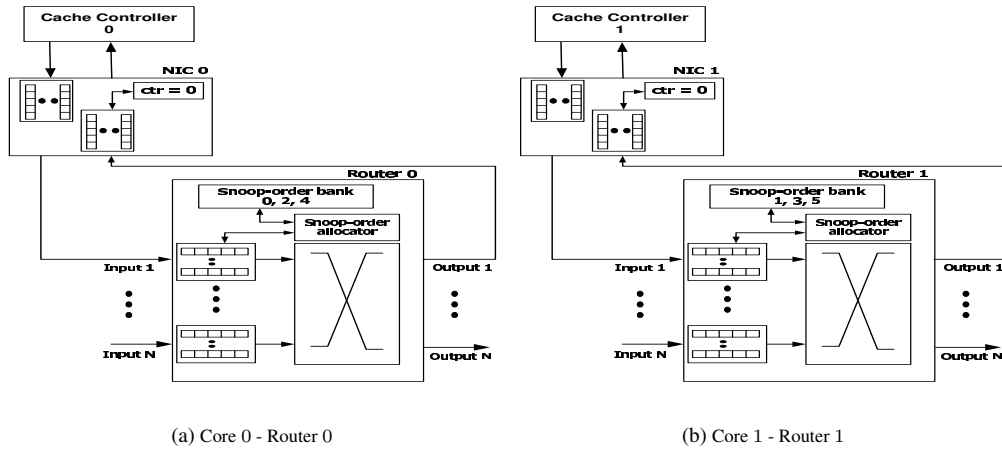 Cache Controller
0
NIC 0
ctr = 0
Router 0
Snoop-order bank
0, 2, 4
Snoop-order
allocator
Input 1
Output 1
Input N
Output N
(a) Core 0 - Router 0
Cache Controller
1
NIC 1
ctr = 0
Router 1
Snoop-order bank
1, 3, 5
Snoop-order
allocator
Input 1
Output 1
Input N
Output N
(b) Core 1 - Router 1